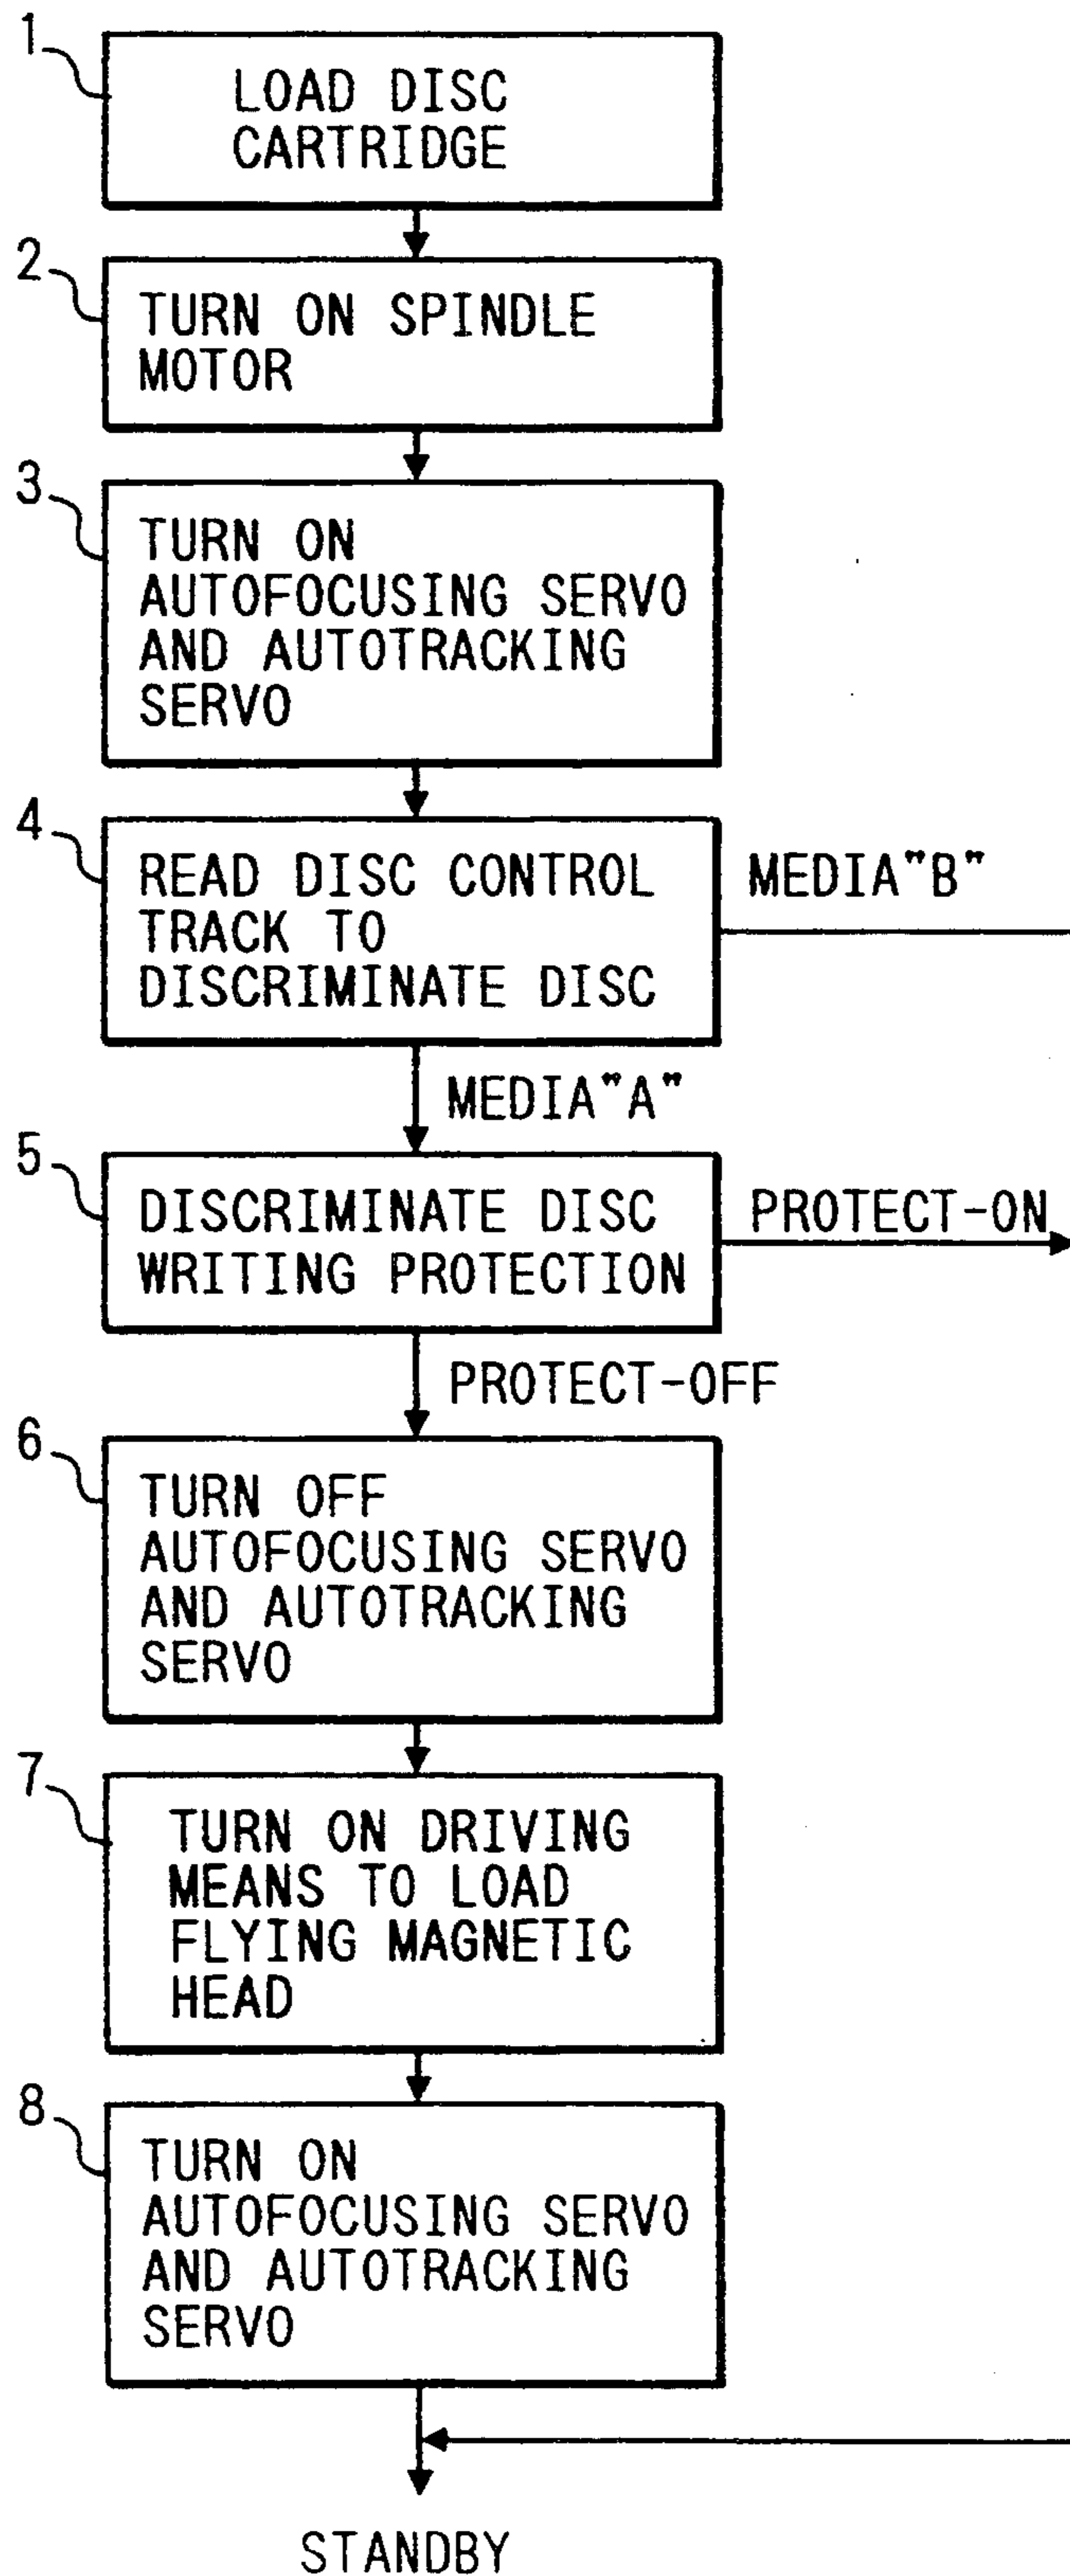 1
LOAD DISC
CARTRIDGE
2
TURN ON SPINDLE
MOTOR
3
TURN ON
AUTOFOCUSING SERVO
AND AUTOTRACKING
SERVO
4
READ DISC CONTROL
TRACK TO
DISCRIMINATE DISC
MEDIA"B"
MEDIA"A"
5
DISCRIMINATE DISC
WRITING PROTECTION
PROTECT-ON
PROTECT-OFF
6
TURN OFF
AUTOFOCUSING SERVO
AND AUTOTRACKING
SERVO
7
TURN ON DRIVING
MEANS TO LOAD
FLYING MAGNETIC
HEAD
8
TURN ON
AUTOFOCUSING SERVO
AND AUTOTRACKING
SERVO
STANDBY